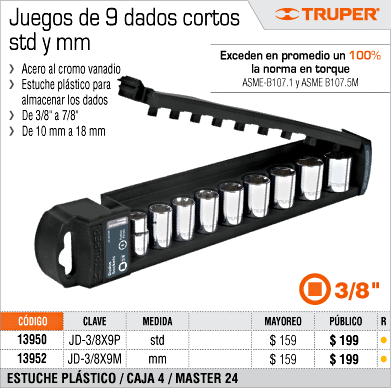 Juegos de 9 dados cortos
std y mm
TRUPER
Exceden en promedio un 100%
la norma en torque
ASME-B107.1 y ASME B107.5M
Acero al cromo vanadio
Estuche plástico para
almacenar los dados
De 3/8" a 7/8"
De 10 mm a 18 mm
TRUPER
3/8"
CÓDIGO CLAVE MEDIDA MAYOREO PÚBLICO R
13950 JD-3/8X9P std $ 159 $ 199
13952 JD-3/8X9M mm $ 159 $ 199
ESTUCHE PLÁSTICO / CAJA 4 / MASTER 24